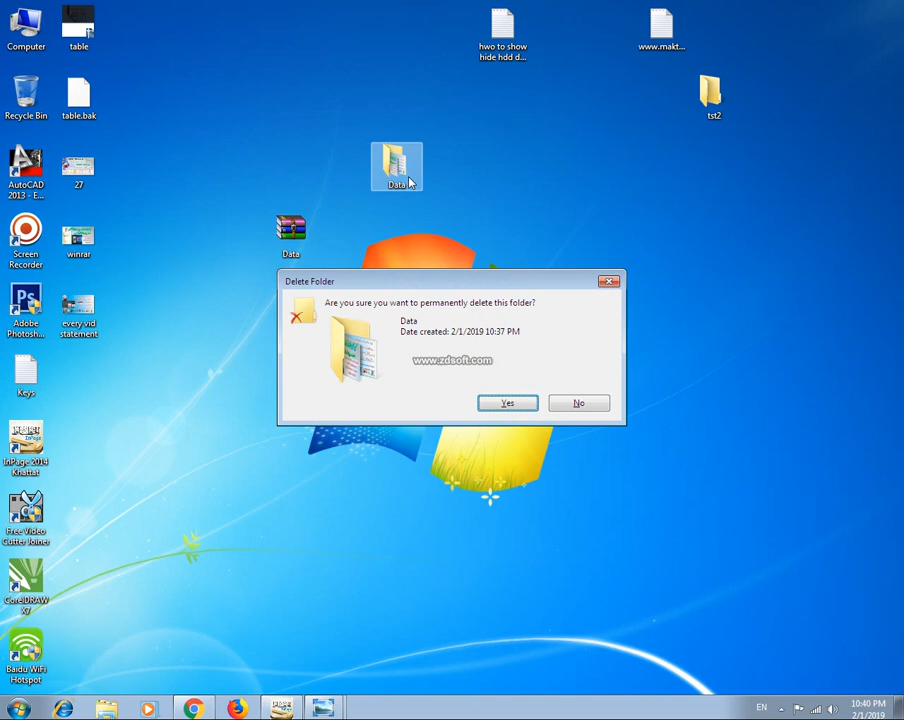 Computer
table
hwo to show
hide hdd d...
www.makt...
Recycle Bin
table.bak
tst2
AutoCAD
2013 - E...
27
Data
Screen
Recorder
winrar
Data
Delete Folder
Are you sure you want to permanently delete this folder?
Data
Date created: 2/1/2019 10:37 PM
www.zdsoft.com
Yes
No
Adobe
Photosh...
every vid
statement
Keys
InPage 2014
Khattat
Free Video
Cutter Joiner
CorelDRAW
X7
Baidu WiFi
Hotspot
EN
10:40 PM
2/1/2019